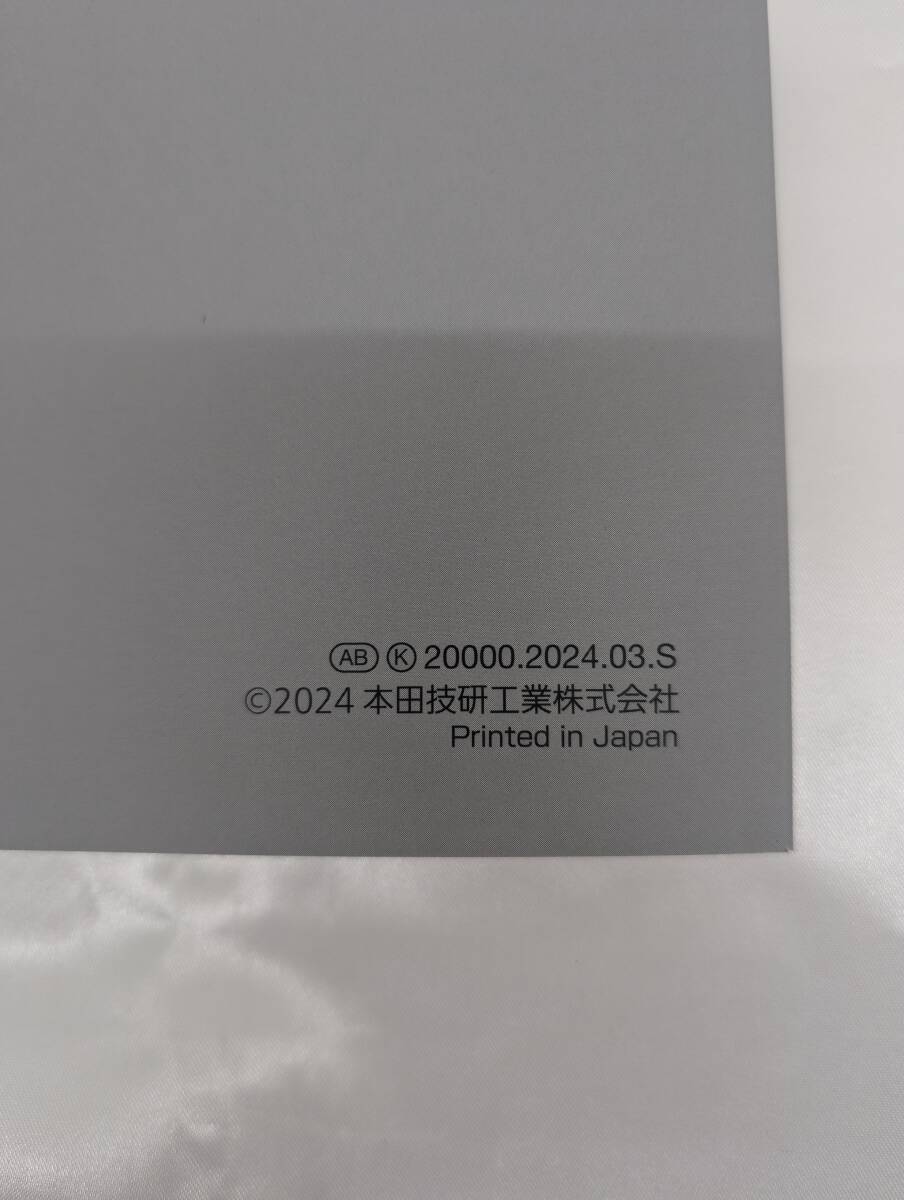 AB K 20000.2024.03.S
©2024 本田技研工業株式会社
Printed in Japan